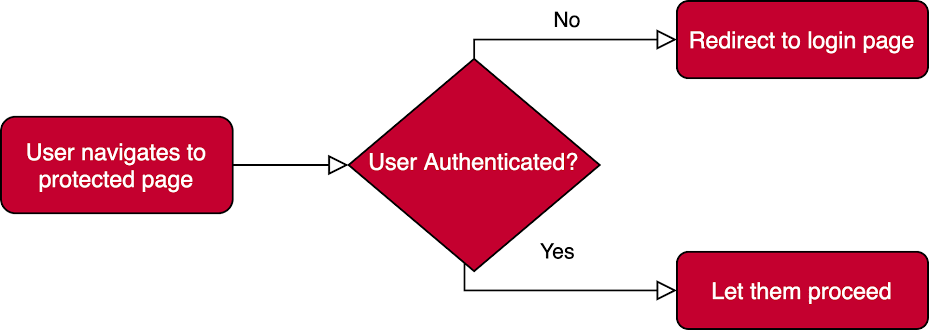 No
Redirect to login page
User navigates to
protected page
User Authenticated?
Yes
Let them proceed